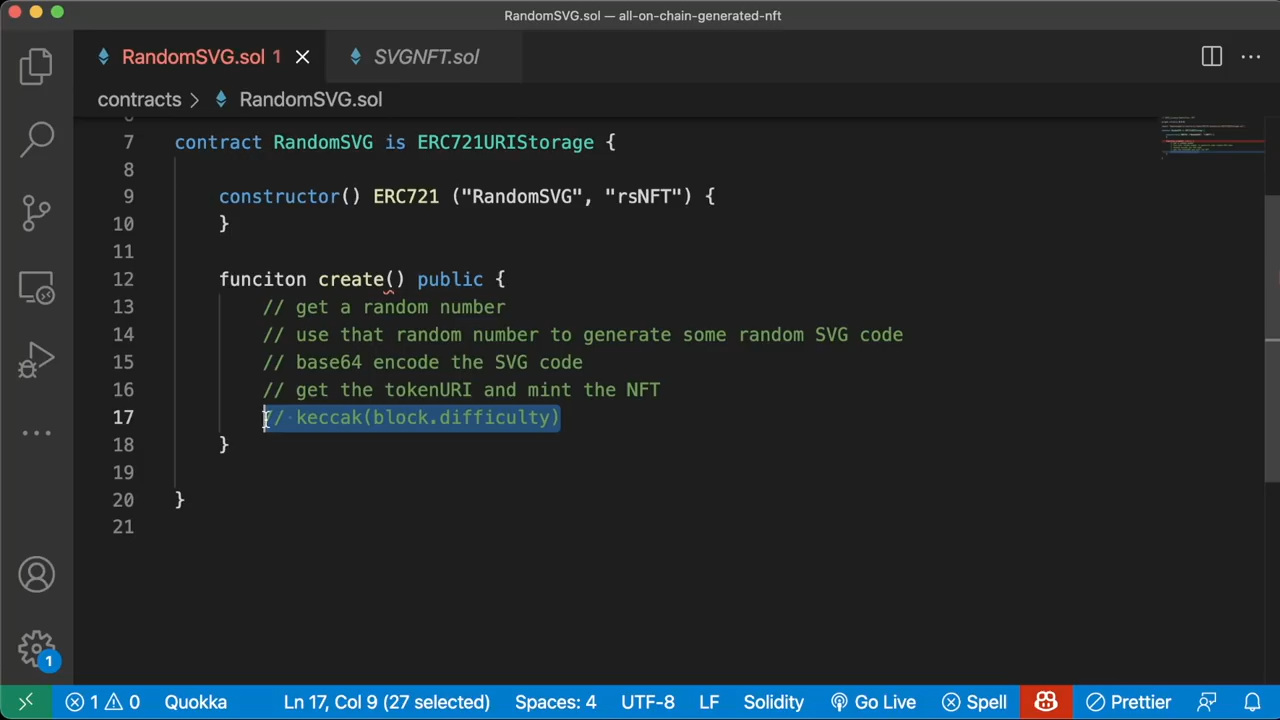 RandomSVG.sol — all-on-chain-generated-nft
RandomSVG.sol 1
SVGNFT.sol
contracts > RandomSVG.sol
6
7 contract RandomSVG is ERC721URIStorage {
8
9 constructor() ERC721 ("RandomSVG", "rsNFT") {
10 }
11
12 funciton create() public {
13 // get a random number
14 // use that random number to generate some random SVG code
15 // base64 encode the SVG code
16 // get the tokenURI and mint the NFT
17 // keccak(block.difficulty)
18 }
19
20 }
21
1
1 0 Quokka Ln 17, Col 9 (27 selected) Spaces: 4 UTF-8 LF Solidity Go Live Spell Prettier